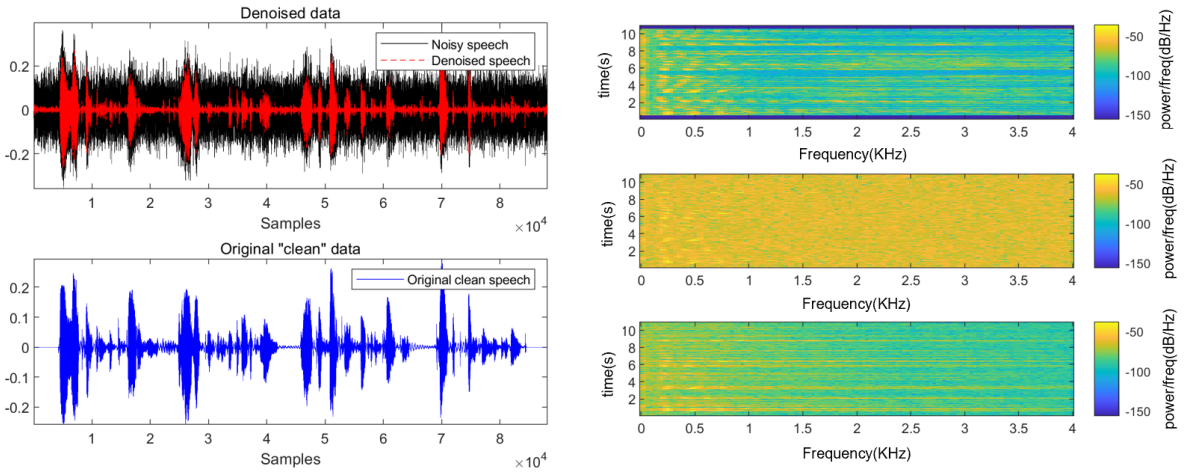 Denoised data
Noisy speech
Denoised speech
0.2
0
-0.2
1 2 3 4 5 6 7 8
Samples
×10⁴
Original "clean" data
Original clean speech
0.2
0.1
0
-0.1
-0.2
1 2 3 4 5 6 7 8
Samples
×10⁴
time(s)
10
8
6
4
2
0 0.5 1 1.5 2 2.5 3 3.5 4
Frequency(KHz)
-50
-100
-150
power/freq(dB/Hz)
time(s)
10
8
6
4
2
0 0.5 1 1.5 2 2.5 3 3.5 4
Frequency(KHz)
-50
-100
-150
power/freq(dB/Hz)
time(s)
10
8
6
4
2
0 0.5 1 1.5 2 2.5 3 3.5 4
Frequency(KHz)
-50
-100
-150
power/freq(dB/Hz)